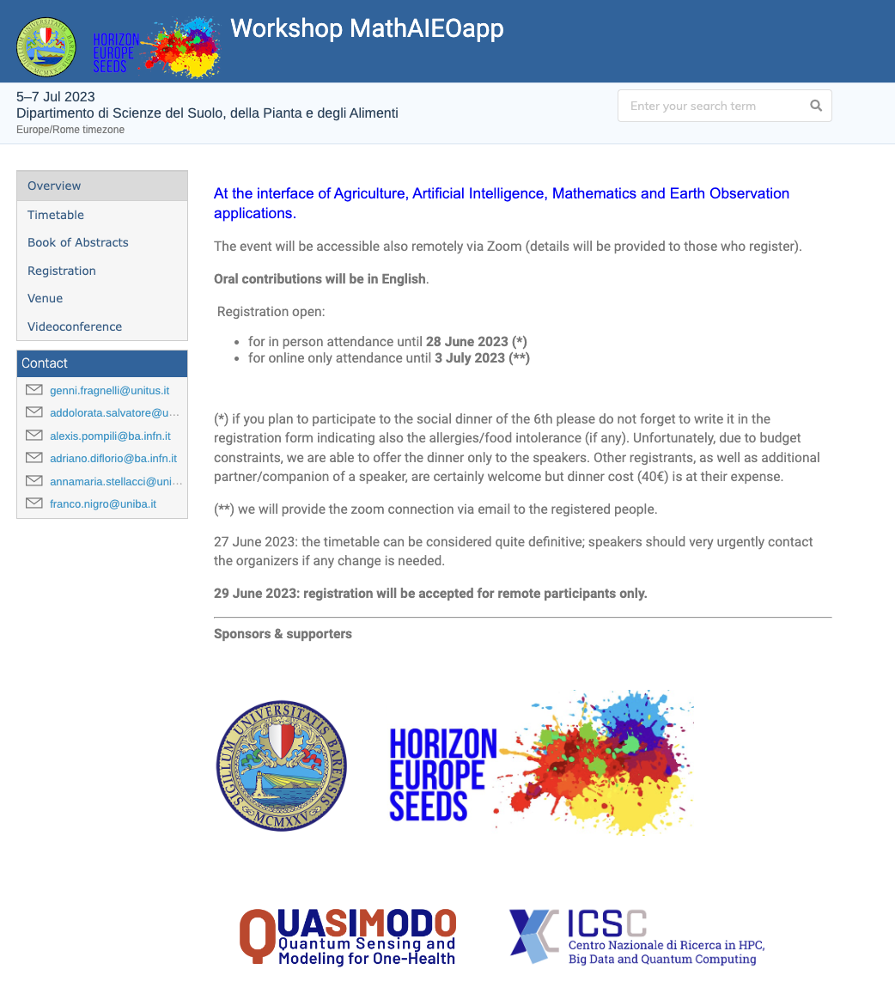 Workshop MathAIEOapp
HORIZON
EUROPE
SEEDS
5–7 Jul 2023
Dipartimento di Scienze del Suolo, della Pianta e degli Alimenti
Europe/Rome timezone
Enter your search term
Overview
Timetable
Book of Abstracts
Registration
Venue
Videoconference
Contact
genni.fragnelli@unitus.it
addolorata.salvatore@u...
alexis.pompili@ba.infn.it
adriano.diflorio@ba.infn.it
annamaria.stellacci@uni...
franco.nigro@uniba.it
At the interface of Agriculture, Artificial Intelligence, Mathematics and Earth Observation
applications.
The event will be accessible also remotely via Zoom (details will be provided to those who register).
Oral contributions will be in English.
Registration open:
• for in person attendance until 28 June 2023 (*)
• for online only attendance until 3 July 2023 (**)
(*) if you plan to participate to the social dinner of the 6th please do not forget to write it in the
registration form indicating also the allergies/food intolerance (if any). Unfortunately, due to budget
constraints, we are able to offer the dinner only to the speakers. Other registrants, as well as additional
partner/companion of a speaker, are certainly welcome but dinner cost (40€) is at their expense.
(**) we will provide the zoom connection via email to the registered people.
27 June 2023: the timetable can be considered quite definitive; speakers should very urgently contact
the organizers if any change is needed.
29 June 2023: registration will be accepted for remote participants only.
Sponsors & supporters
SIGILLUM UNIVERSITATIS BARENSIS
MCMXXV
HORIZON
EUROPE
SEEDS
QUASIMODO
Quantum Sensing and
Modeling for One-Health
ICSC
Centro Nazionale di Ricerca in HPC,
Big Data and Quantum Computing